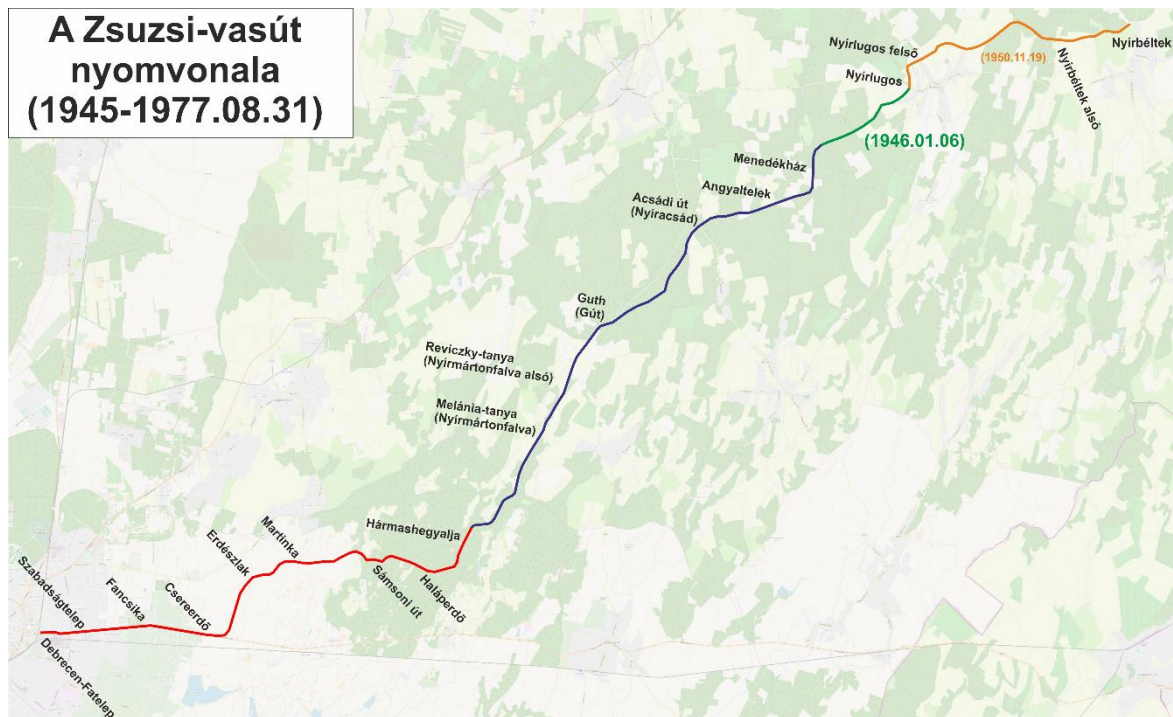 A Zsuzsi-vasút
nyomvonala
(1945-1977.08.31)
Nyírlugos felső
Nyirbéltek
(1950.11.19)
Nyírlugos
Nyírbéltek alsó
(1946.01.06)
Menedékház
Angyaltelek
Acsádi út
(Nyíracsád)
Guth
(Gút)
Reviczky-tanya
(Nyírmártonfalva alsó)
Melánia-tanya
(Nyírmártonfalva)
Hármashegyalja
Martinka
Erdészlak
Sámsoni út
Haláperdő
Szabadságtelep
Fancsika
Csereerdő
Debrecen-Fatelep